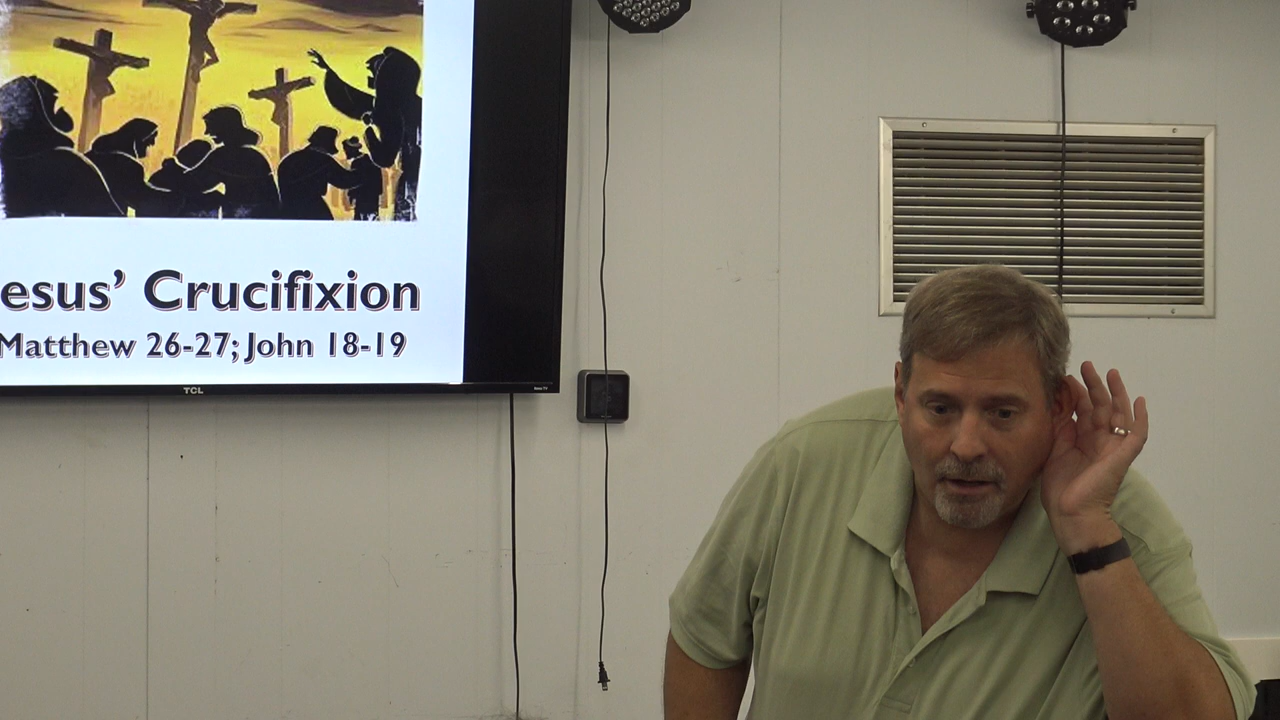 esus’ Crucifixion
Matthew 26-27; John 18-19
TCL